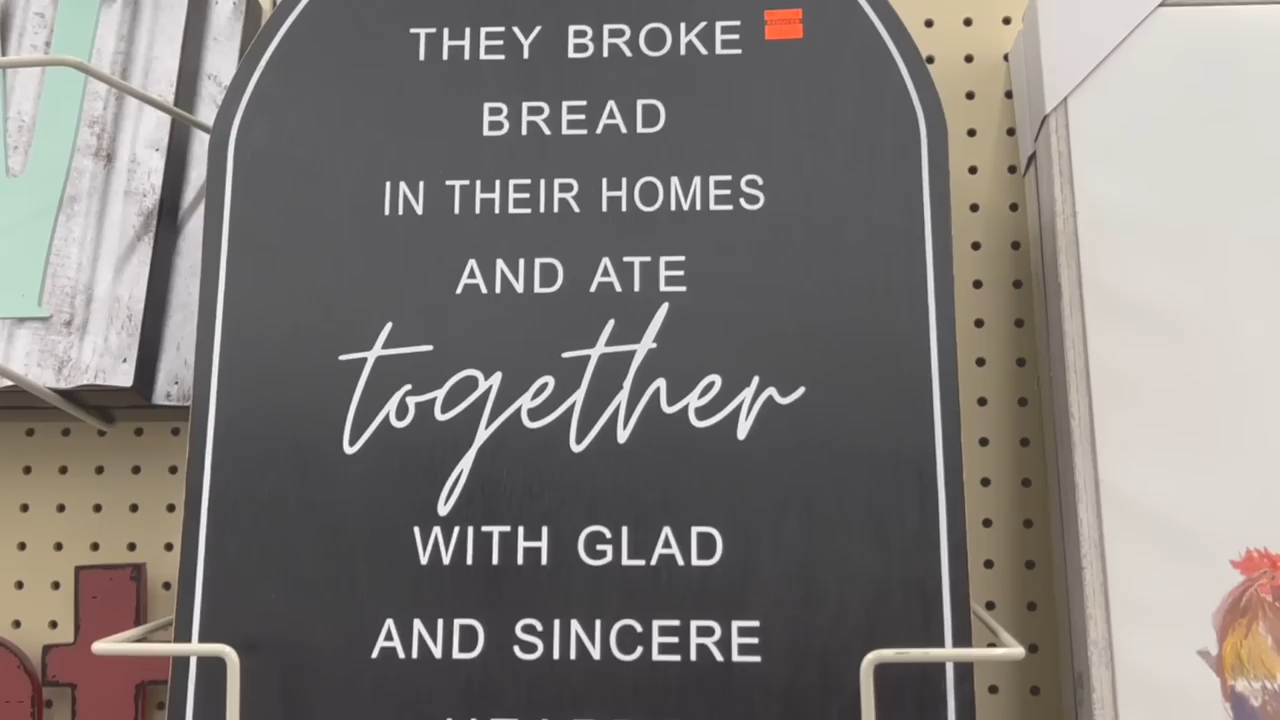 THEY BROKE
BREAD
IN THEIR HOMES
AND ATE
together
WITH GLAD
AND SINCERE